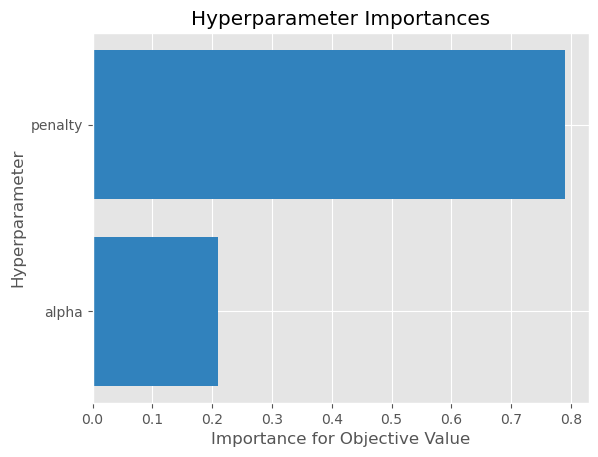 Hyperparameter Importances
Hyperparameter
penalty
alpha
0.0 0.1 0.2 0.3 0.4 0.5 0.6 0.7 0.8
Importance for Objective Value